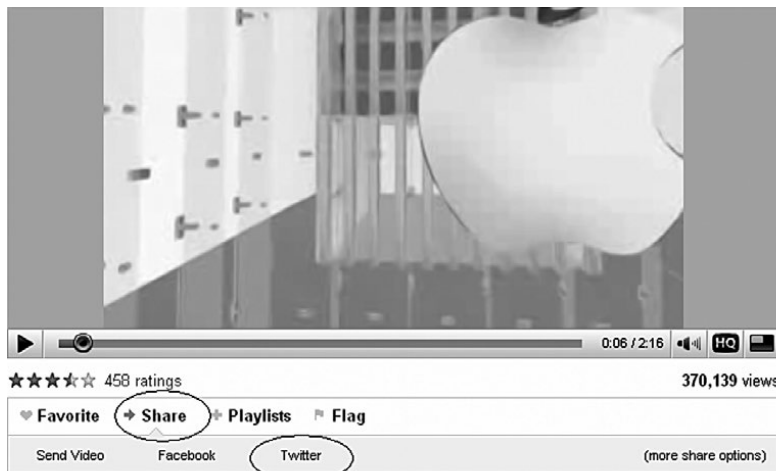 0:06 / 2:16 HQ
458 ratings 370,139 views
Favorite Share Playlists Flag
Send Video Facebook Twitter (more share options)